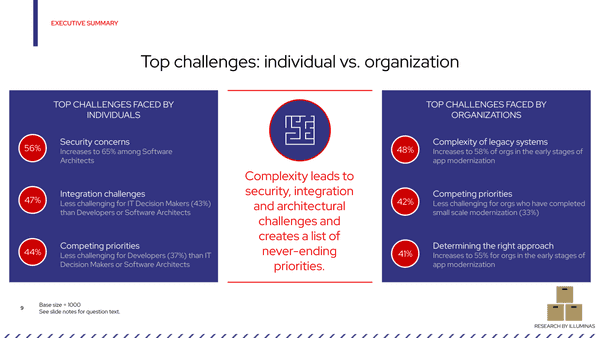 EXECUTIVE SUMMARY
Top challenges: individual vs. organization
TOP CHALLENGES FACED BY
INDIVIDUALS
56%
Security concerns
Increases to 65% among Software
Architects
47%
Integration challenges
Less challenging for IT Decision Makers (43%)
than Developers or Software Architects
44%
Competing priorities
Less challenging for Developers (37%) than IT
Decision Makers or Software Architects
Complexity leads to
security, integration
and architectural
challenges and
creates a list of
never-ending
priorities.
TOP CHALLENGES FACED BY
ORGANIZATIONS
48%
Complexity of legacy systems
Increases to 58% of orgs in the early stages of
app modernization
42%
Competing priorities
Less challenging for orgs who have completed
small scale modernization (33%)
41%
Determining the right approach
Increases to 55% for orgs in the early stages of
app modernization
9
Base size = 1000
See slide notes for question text.
RESEARCH BY ILLUMINAS